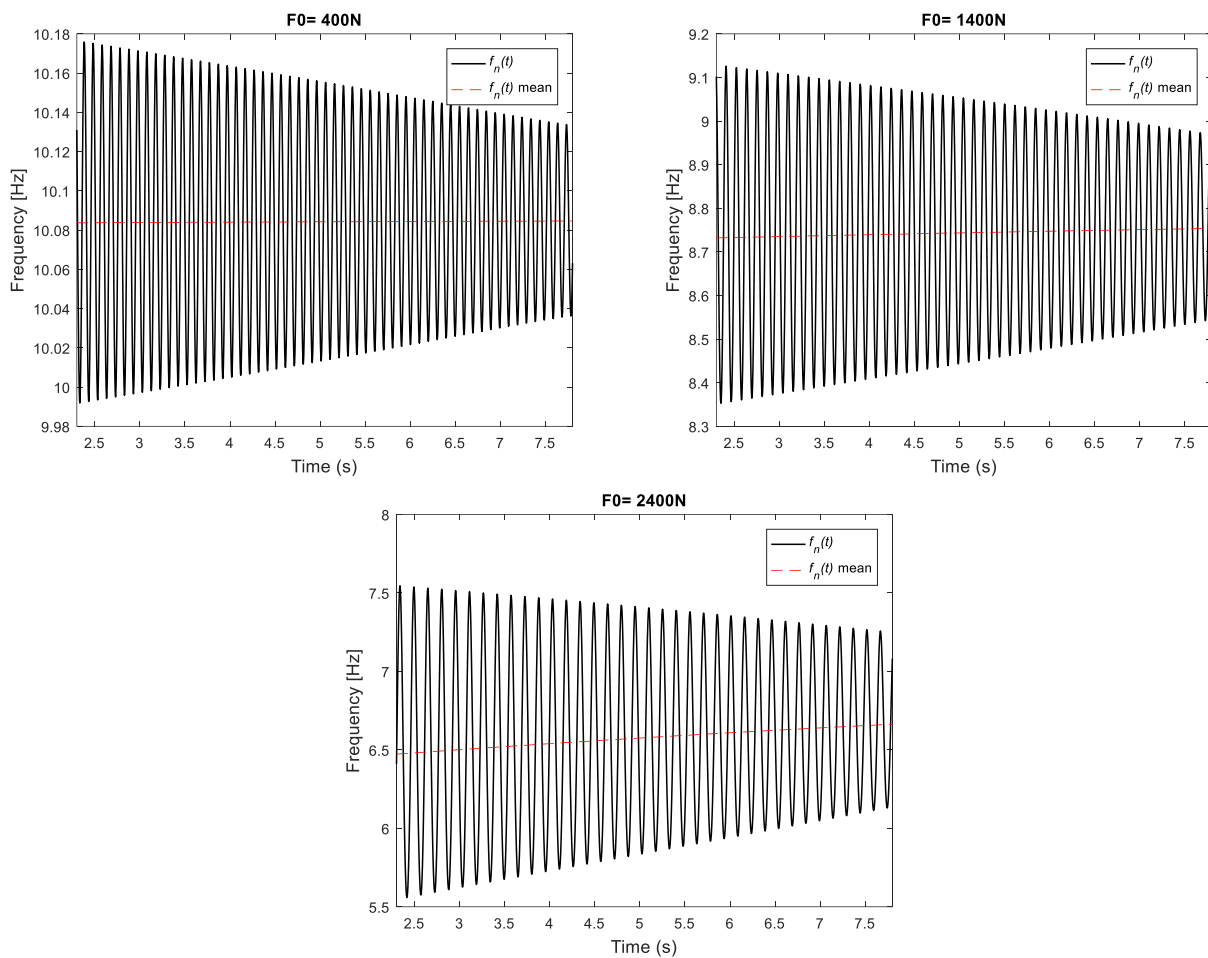 F0= 400N
10.18
10.16
10.14
10.12
10.1
10.08
10.06
10.04
10.02
10
9.98
Frequency [Hz]
f_n(t)
f_n(t) mean
2.5 3 3.5 4 4.5 5 5.5 6 6.5 7 7.5
Time (s)
F0= 1400N
9.2
9.1
9
8.9
8.8
8.7
8.6
8.5
8.4
8.3
Frequency [Hz]
f_n(t)
f_n(t) mean
2.5 3 3.5 4 4.5 5 5.5 6 6.5 7 7.5
Time (s)
F0= 2400N
8
7.5
7
6.5
6
5.5
Frequency [Hz]
f_n(t)
f_n(t) mean
2.5 3 3.5 4 4.5 5 5.5 6 6.5 7 7.5
Time (s)